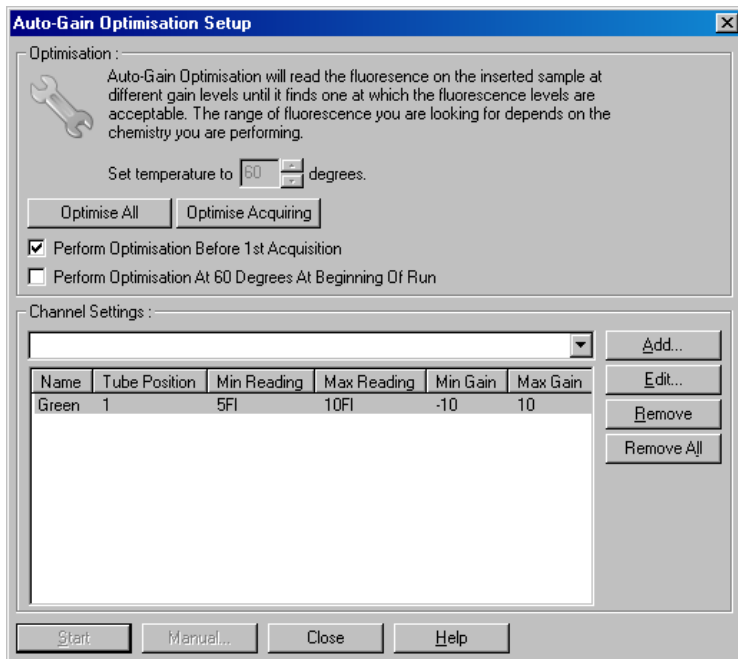 Auto-Gain Optimisation Setup
Optimisation :
Auto-Gain Optimisation will read the fluoresence on the inserted sample at
different gain levels until it finds one at which the fluorescence levels are
acceptable. The range of fluorescence you are looking for depends on the
chemistry you are performing.
Set temperature to 60 degrees.
Optimise All Optimise Acquiring
Perform Optimisation Before 1st Acquisition
Perform Optimisation At 60 Degrees At Beginning Of Run
Channel Settings :
Add...
Name Tube Position Min Reading Max Reading Min Gain Max Gain Edit...
Green 1 5Fl 10Fl -10 10
Remove
Remove All
Start Manual... Close Help